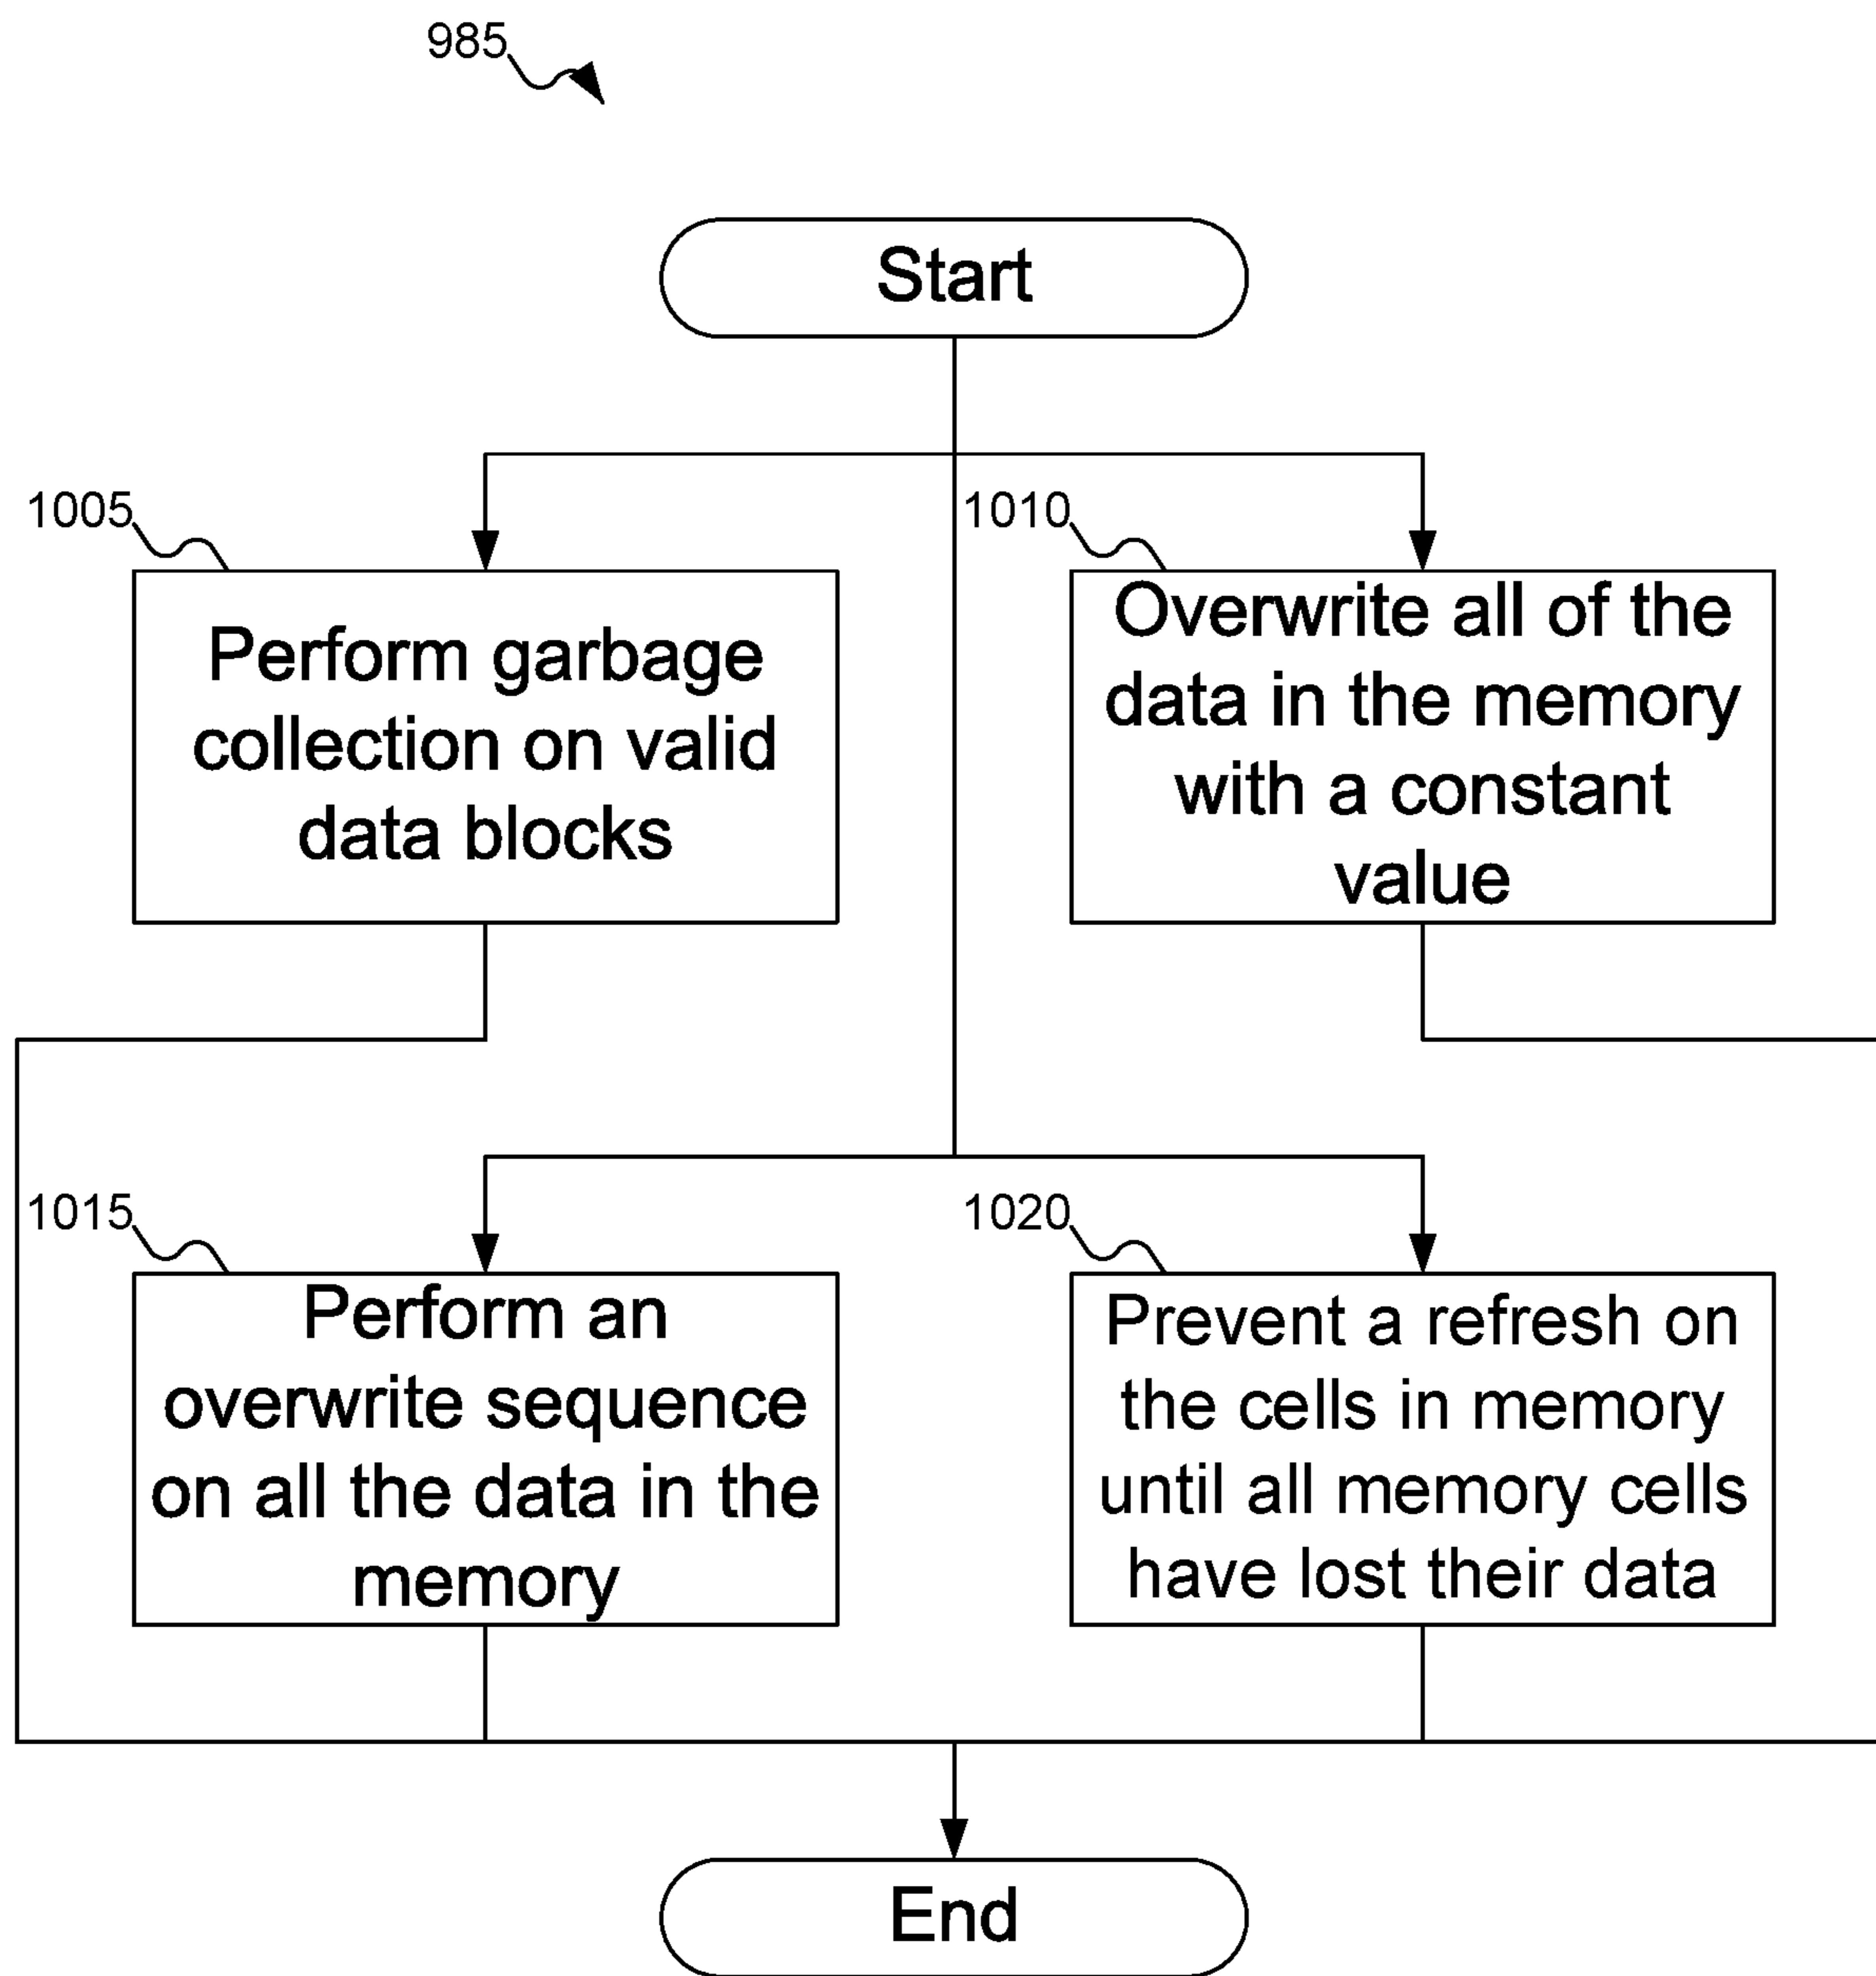 985
Start
1005
Perform garbage
collection on valid
data blocks
1010
Overwrite all of the
data in the memory
with a constant
value
1015
Perform an
overwrite sequence
on all the data in the
memory
1020
Prevent a refresh on
the cells in memory
until all memory cells
have lost their data
End